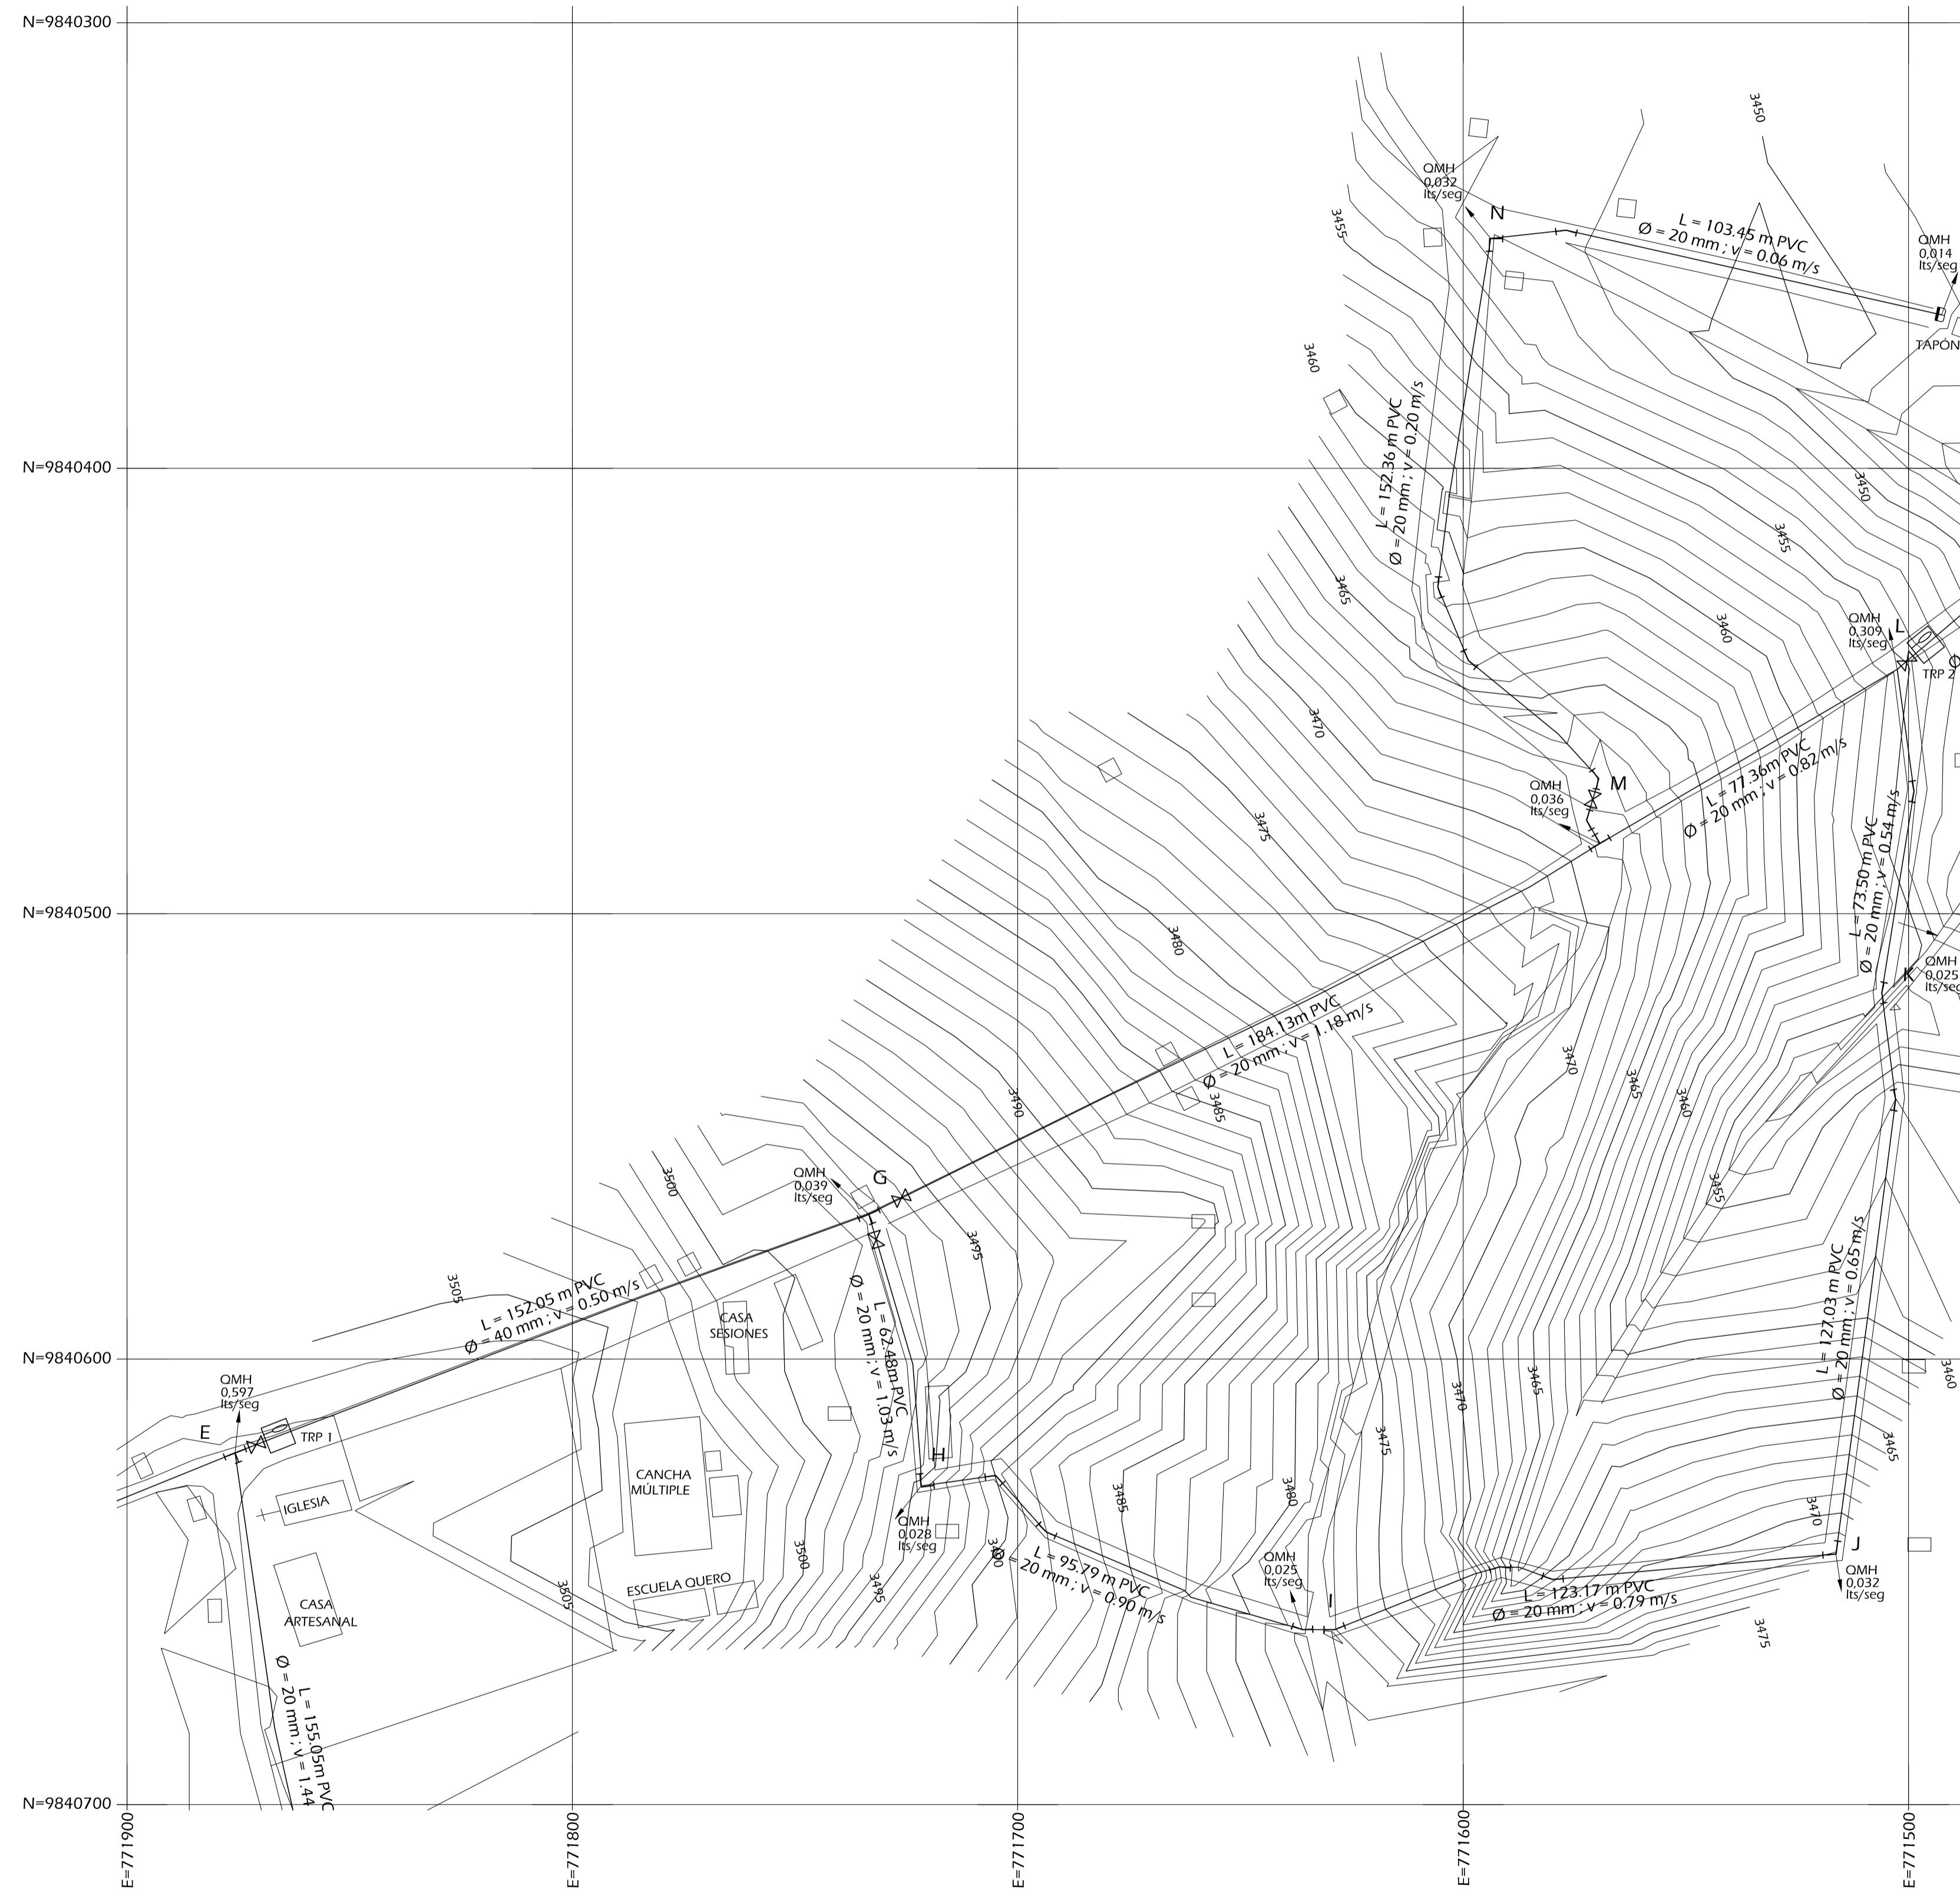 N=9840300
3450
QMH
0,032
lts/seg
N
3455
L = 103.45 m PVC
Ø = 20 mm ; v = 0.06 m/s
QMH
0,014
lts/seg
TAPÓN
3460
L = 152.36 m PVC
Ø = 20 mm ; v = 0.20 m/s
N=9840400
3450
3455
3465
3460
QMH
0,309
lts/seg
L
TRP 2
3470
M
QMH
0,036
lts/seg
L = 77.36m PVC
Ø = 20 mm ; v = 0.82 m/s
3475
L = 73.50 m PVC
Ø = 20 mm ; v = 0.54 m/s
N=9840500
3480
K
QMH
0,025
lts/seg
L = 184.13m PVC
Ø = 20 mm ; v = 1.18 m/s
3470
3465
3460
3490
3485
3500
QMH
0,039
lts/seg
G
3455
3495
3505
L = 152.05 m PVC
Ø = 40 mm ; v = 0.50 m/s
CASA
SESIONES
L = 62.48m PVC
Ø = 20 mm ; v = 1.03 m/s
L = 127.03 m PVC
Ø = 20 mm ; v = 0.65 m/s
N=9840600
QMH
0,597
lts/seg
E
TRP 1
3470
3465
3460
3475
3465
H
CANCHA
MÚLTIPLE
IGLESIA
3485
3480
3470
QMH
0,028
lts/seg
3500
3490
L = 95.79 m PVC
Ø = 20 mm ; v = 0.90 m/s
J
QMH
0,025
lts/seg
I
QMH
0,032
lts/seg
ESCUELA QUERO
3505
3495
CASA
ARTESANAL
L = 123.17 m PVC
Ø = 20 mm ; v = 0.79 m/s
3475
L = 155.05m PVC
Ø = 20 mm ; v = 1.44
N=9840700
E=771900
E=771800
E=771700
E=771600
E=771500